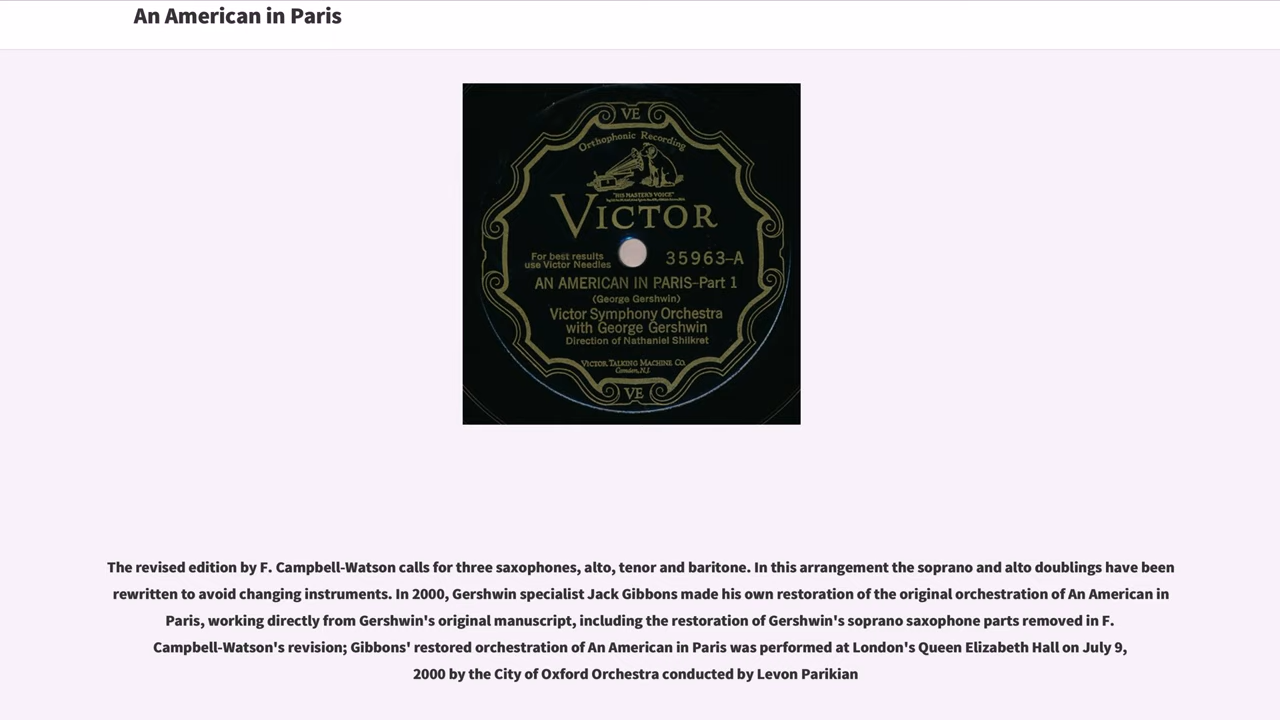 An American in Paris
VE
Orthophonic Recording
"HIS MASTER'S VOICE"
VICTOR
For best results
use Victor Needles
35963-A
AN AMERICAN IN PARIS-Part 1
(George Gershwin)
Victor Symphony Orchestra
with George Gershwin
Direction of Nathaniel Shilkret
VICTOR TALKING MACHINE CO.
Camden, N.J.
VE
The revised edition by F. Campbell-Watson calls for three saxophones, alto, tenor and baritone. In this arrangement the soprano and alto doublings have been
rewritten to avoid changing instruments. In 2000, Gershwin specialist Jack Gibbons made his own restoration of the original orchestration of An American in
Paris, working directly from Gershwin's original manuscript, including the restoration of Gershwin's soprano saxophone parts removed in F.
Campbell-Watson's revision; Gibbons' restored orchestration of An American in Paris was performed at London's Queen Elizabeth Hall on July 9,
2000 by the City of Oxford Orchestra conducted by Levon Parikian